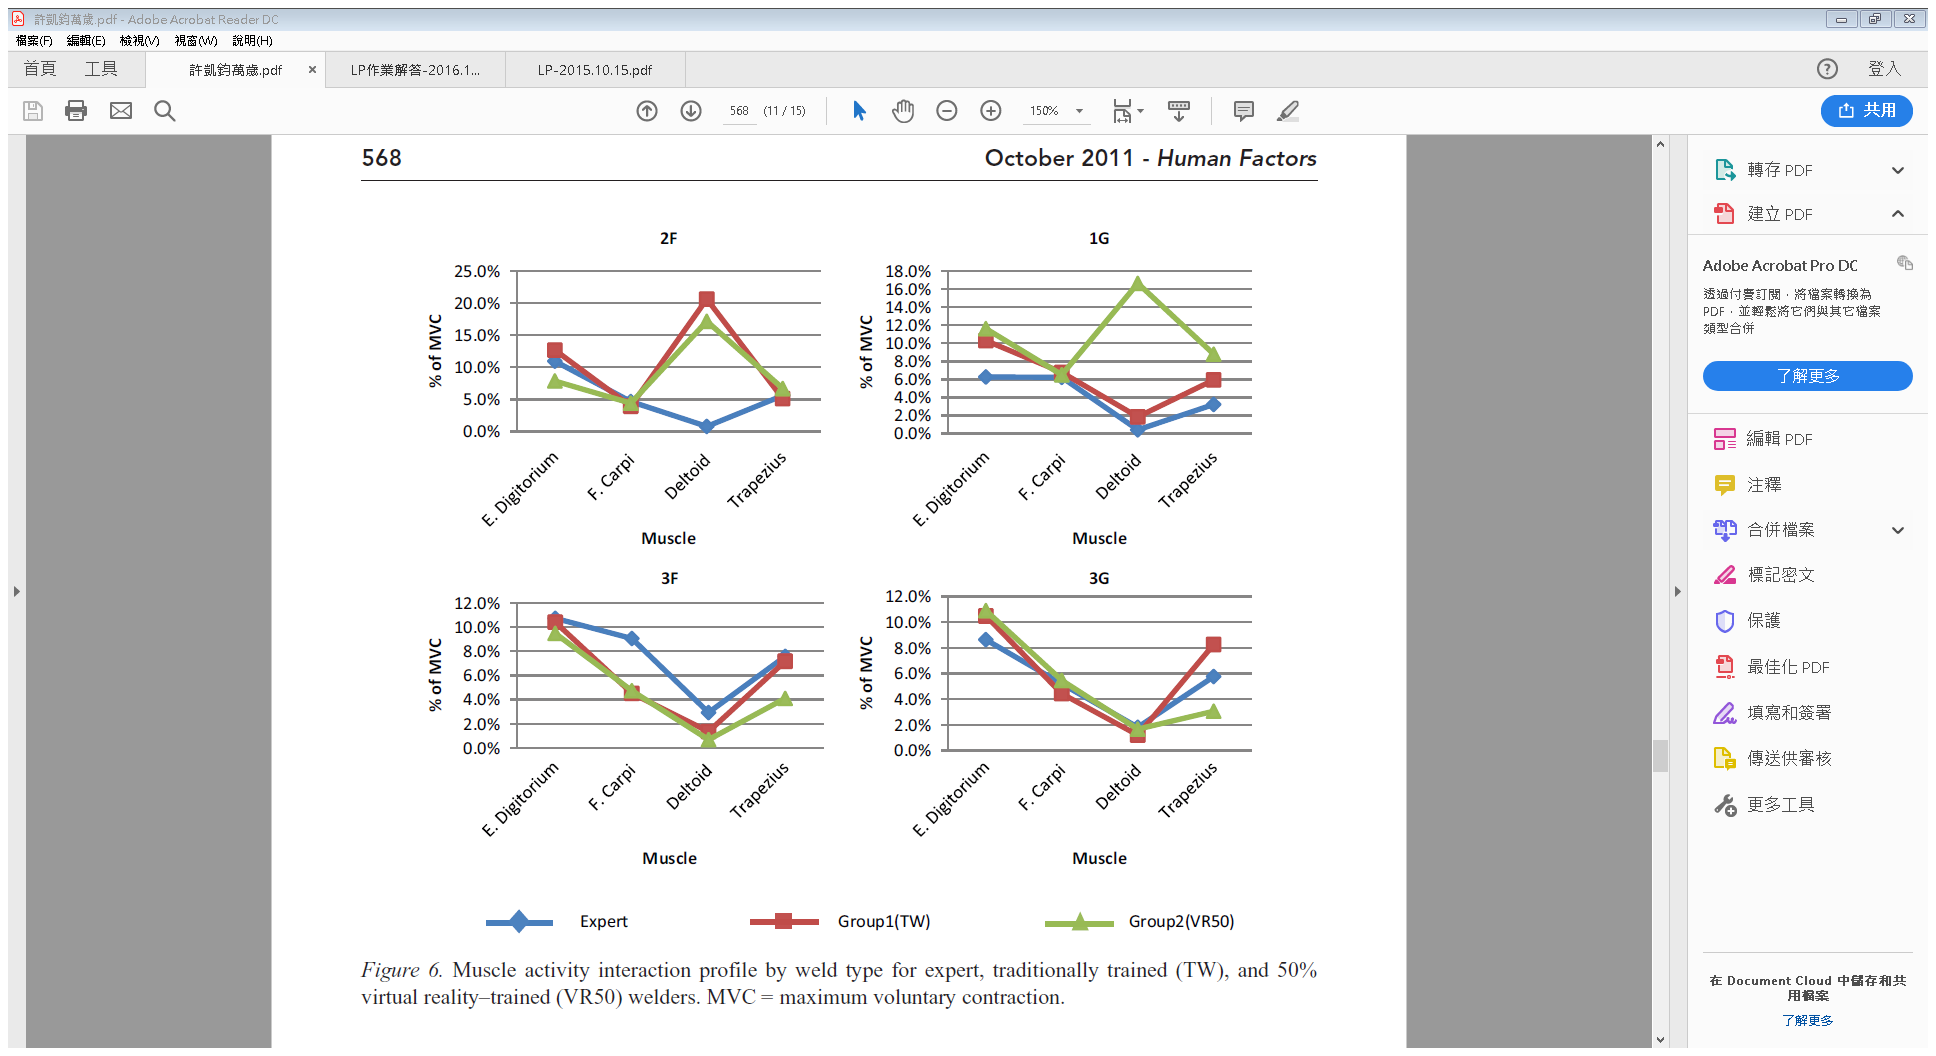 許凱鈞萬歲.pdf - Adobe Acrobat Reader DC
檔案(F) 編輯(E) 檢視(V) 視窗(W) 說明(H)
首頁 工具 許凱鈞萬歲.pdf × LP作業解答-2016.1... LP-2015.10.15.pdf ? 登入
568 (11 / 15) 150% 共用
568 October 2011 - Human Factors
2F
% of MVC
25.0%
20.0%
15.0%
10.0%
5.0%
0.0%
E. Digitorium
F. Carpi
Deltoid
Trapezius
Muscle
1G
% of MVC
18.0%
16.0%
14.0%
12.0%
10.0%
8.0%
6.0%
4.0%
2.0%
0.0%
E. Digitorium
F. Carpi
Deltoid
Trapezius
Muscle
3F
% of MVC
12.0%
10.0%
8.0%
6.0%
4.0%
2.0%
0.0%
E. Digitorium
F. Carpi
Deltoid
Trapezius
Muscle
3G
% of MVC
12.0%
10.0%
8.0%
6.0%
4.0%
2.0%
0.0%
E. Digitorium
F. Carpi
Deltoid
Trapezius
Muscle
Expert Group1(TW) Group2(VR50)
Figure 6. Muscle activity interaction profile by weld type for expert, traditionally trained (TW), and 50%
virtual reality–trained (VR50) welders. MVC = maximum voluntary contraction.
轉存 PDF
建立 PDF
Adobe Acrobat Pro DC
透過付費訂閱，將檔案轉換為
PDF，並輕鬆將它們與其它檔案
類型合併
了解更多
編輯 PDF
注釋
合併檔案
標記密文
保護
最佳化 PDF
填寫和簽署
傳送供審核
更多工具
在 Document Cloud 中儲存和共
用檔案
了解更多